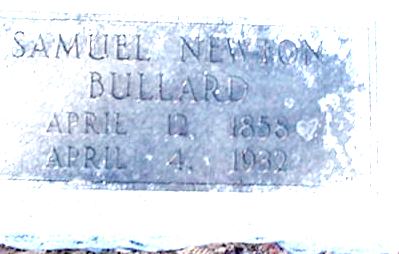 SAMUEL NEWTON
BULLARD
APRIL 12, 1858
APRIL 4, 1932